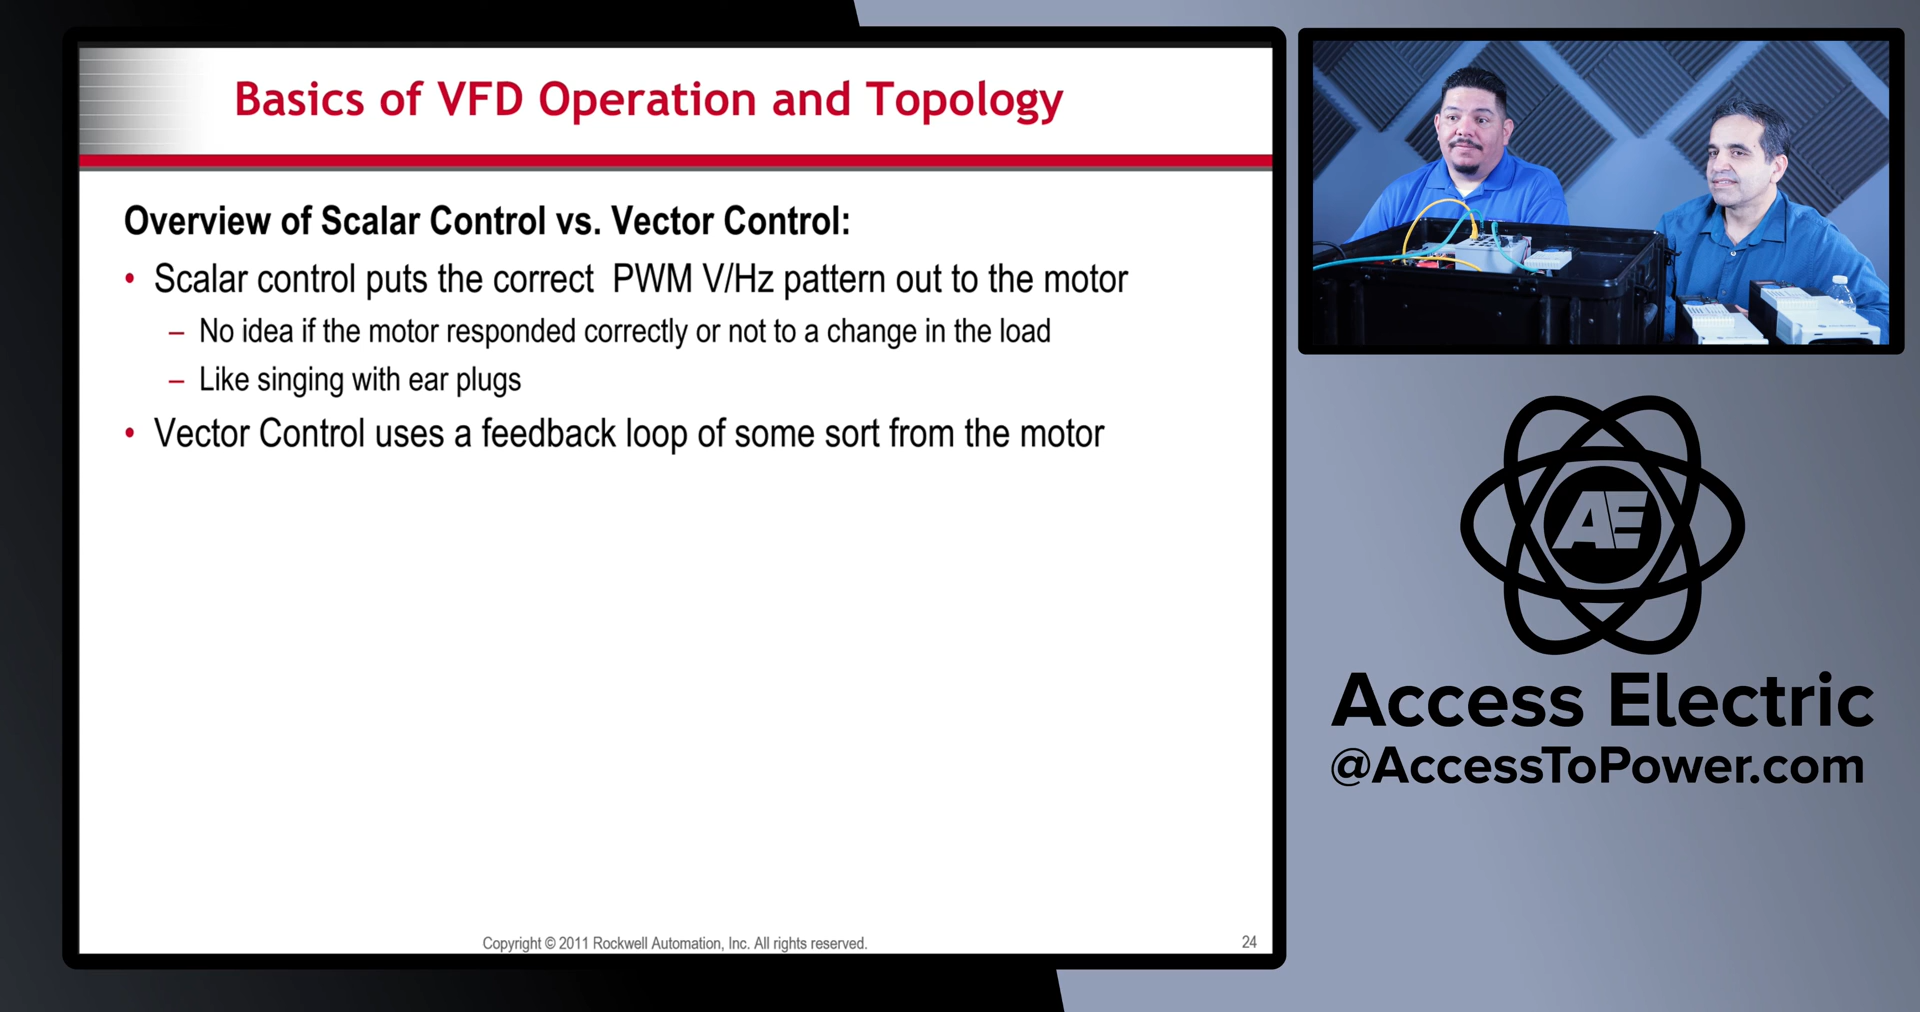 Basics of VFD Operation and Topology
Overview of Scalar Control vs. Vector Control:
• Scalar control puts the correct PWM V/Hz pattern out to the motor
– No idea if the motor responded correctly or not to a change in the load
– Like singing with ear plugs
• Vector Control uses a feedback loop of some sort from the motor
Copyright © 2011 Rockwell Automation, Inc. All rights reserved.
24
AE
Access Electric
@AccessToPower.com